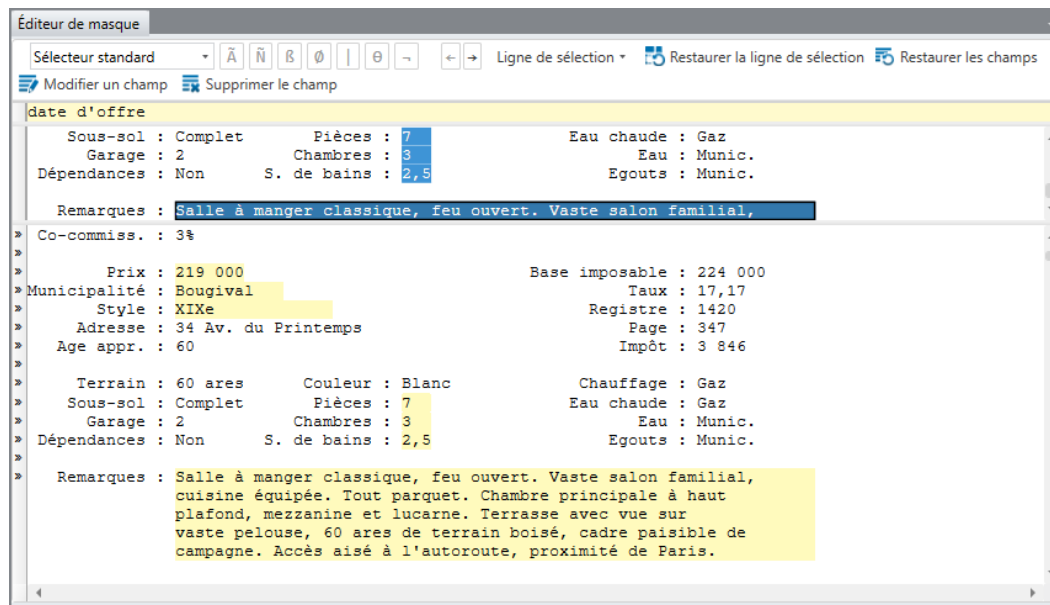 Éditeur de masque
Sélecteur standard Ã Ñ ß Ø | θ ¬ ← → Ligne de sélection Restaurer la ligne de sélection Restaurer les champs
Modifier un champ Supprimer le champ
date d'offre
Sous-sol : Complet Pièces : 7 Eau chaude : Gaz
Garage : 2 Chambres : 3 Eau : Munic.
Dépendances : Non S. de bains : 2,5 Egouts : Munic.
Remarques : Salle à manger classique, feu ouvert. Vaste salon familial,
» Co-commiss. : 3%
»
» Prix : 219 000 Base imposable : 224 000
» Municipalité : Bougival Taux : 17,17
» Style : XIXe Registre : 1420
» Adresse : 34 Av. du Printemps Page : 347
» Age appr. : 60 Impôt : 3 846
»
» Terrain : 60 ares Couleur : Blanc Chauffage : Gaz
» Sous-sol : Complet Pièces : 7 Eau chaude : Gaz
» Garage : 2 Chambres : 3 Eau : Munic.
» Dépendances : Non S. de bains : 2,5 Egouts : Munic.
»
» Remarques : Salle à manger classique, feu ouvert. Vaste salon familial,
cuisine équipée. Tout parquet. Chambre principale à haut
plafond, mezzanine et lucarne. Terrasse avec vue sur
vaste pelouse, 60 ares de terrain boisé, cadre paisible de
campagne. Accès aisé à l'autoroute, proximité de Paris.